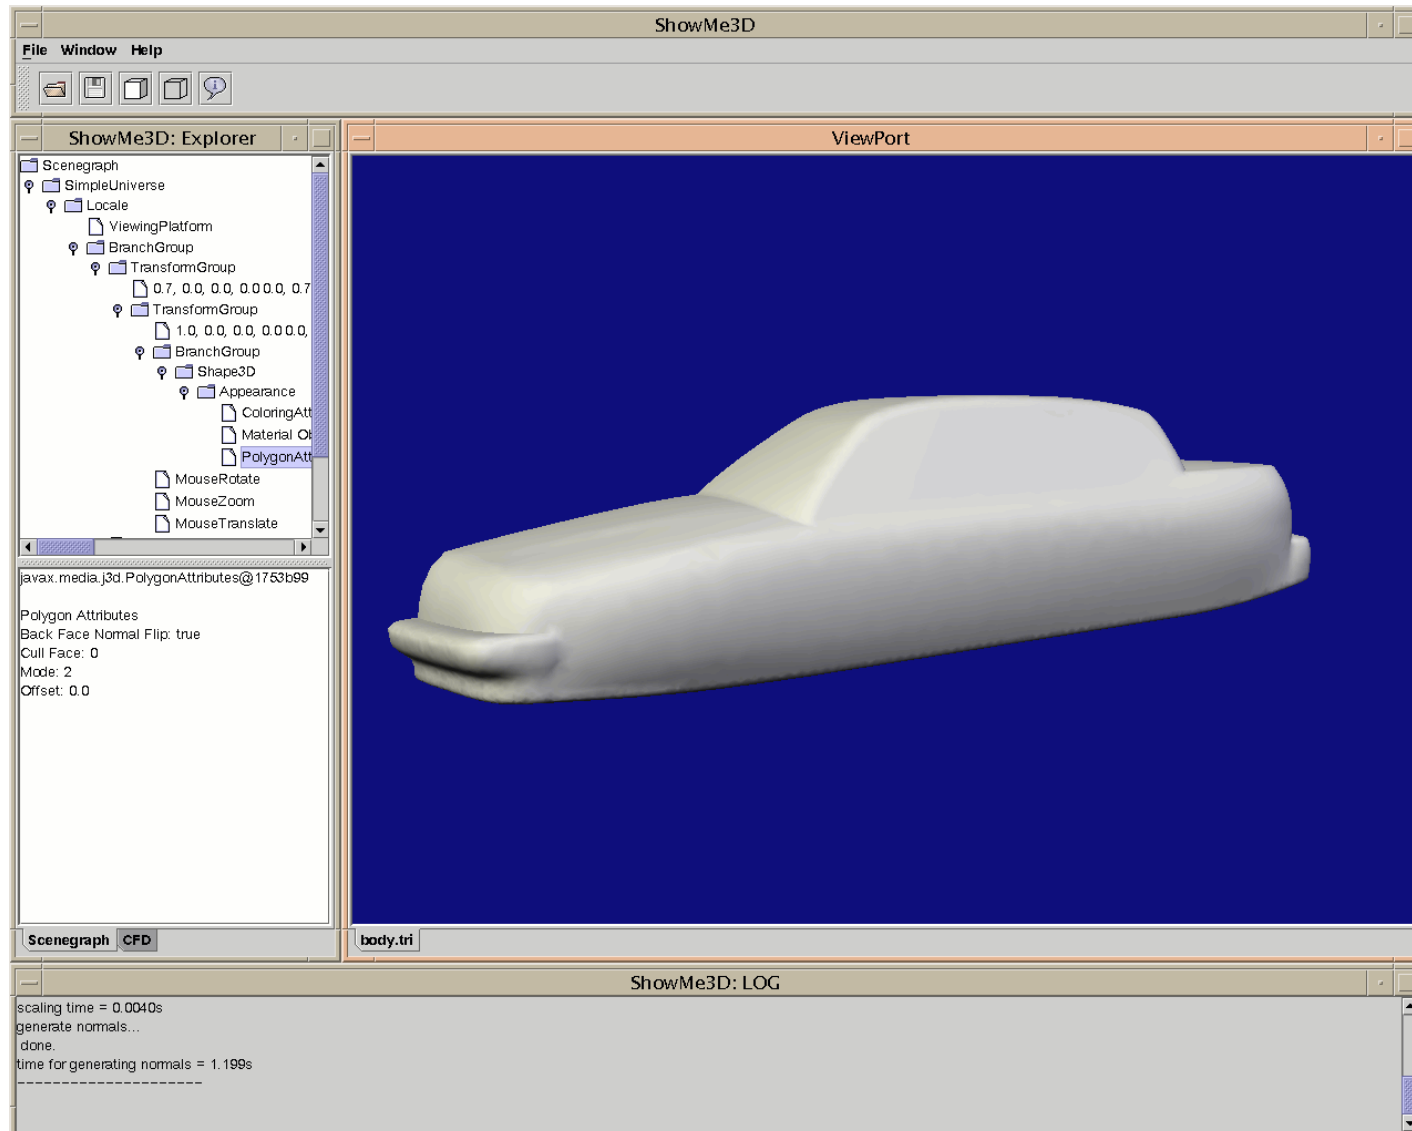 ShowMe3D
File Window Help
ShowMe3D: Explorer
Scenegraph
SimpleUniverse
Locale
ViewingPlatform
BranchGroup
TransformGroup
0.7, 0.0, 0.0, 0.0 0.0, 0.7
TransformGroup
1.0, 0.0, 0.0, 0.0 0.0,
BranchGroup
Shape3D
Appearance
ColoringAtt
Material Ob
PolygonAtt
MouseRotate
MouseZoom
MouseTranslate
javax.media.j3d.PolygonAttributes@1753b99
Polygon Attributes
Back Face Normal Flip: true
Cull Face: 0
Mode: 2
Offset: 0.0
Scenegraph CFD
ViewPort
body.tri
ShowMe3D: LOG
scaling time = 0.0040s
generate normals...
done.
time for generating normals = 1.199s
---------------------